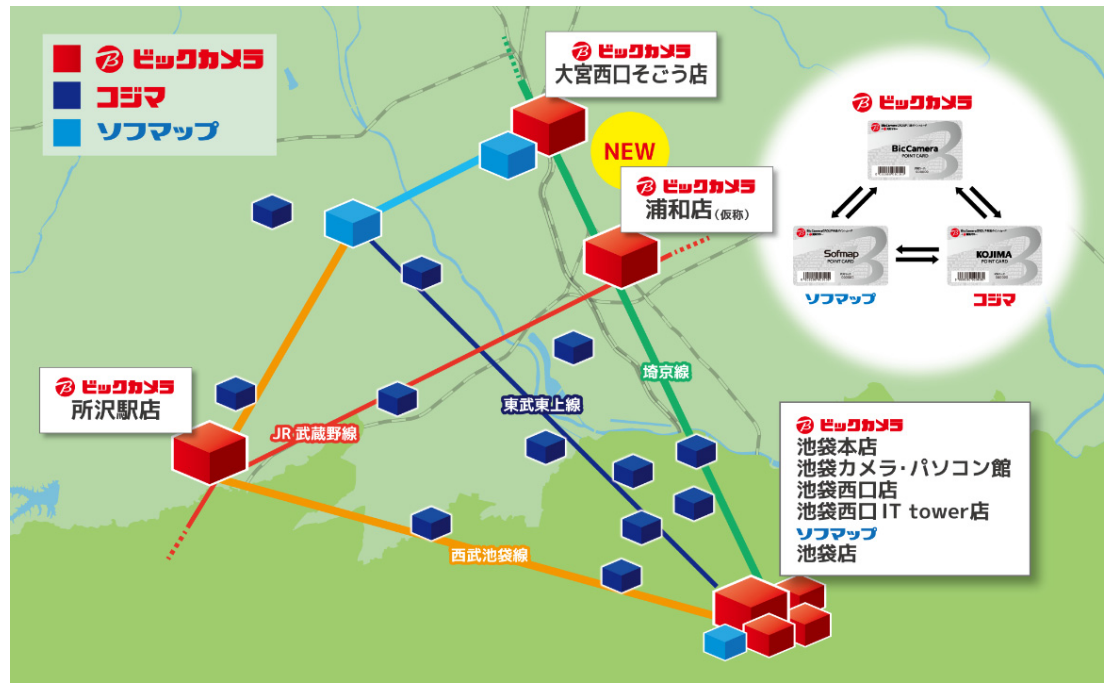 ビックカメラ
コジマ
ソフマップ
ビックカメラ
大宮西口そごう店
NEW
ビックカメラ
浦和店(仮称)
ビックカメラ
BicCamera
POINT CARD
Sofmap
POINT CARD
ソフマップ
KOJIMA
POINT CARD
コジマ
ビックカメラ
所沢駅店
JR 武蔵野線
東武東上線
埼京線
西武池袋線
ビックカメラ
池袋本店
池袋カメラ・パソコン館
池袋西口店
池袋西口 IT tower店
ソフマップ
池袋店